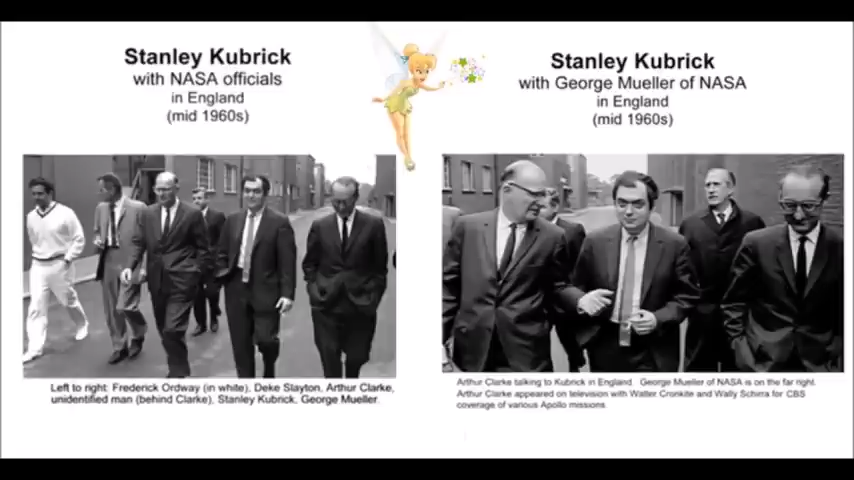 Stanley Kubrick
with NASA officials
in England
(mid 1960s)
Left to right: Frederick Ordway (in white), Deke Slayton, Arthur Clarke,
unidentified man (behind Clarke), Stanley Kubrick, George Mueller.
Stanley Kubrick
with George Mueller of NASA
in England
(mid 1960s)
Arthur Clarke talking to Kubrick in England. George Mueller of NASA is on the far right.
Arthur Clarke appeared on television with Walter Cronkite and Wally Schirra for CBS
coverage of various Apollo missions.